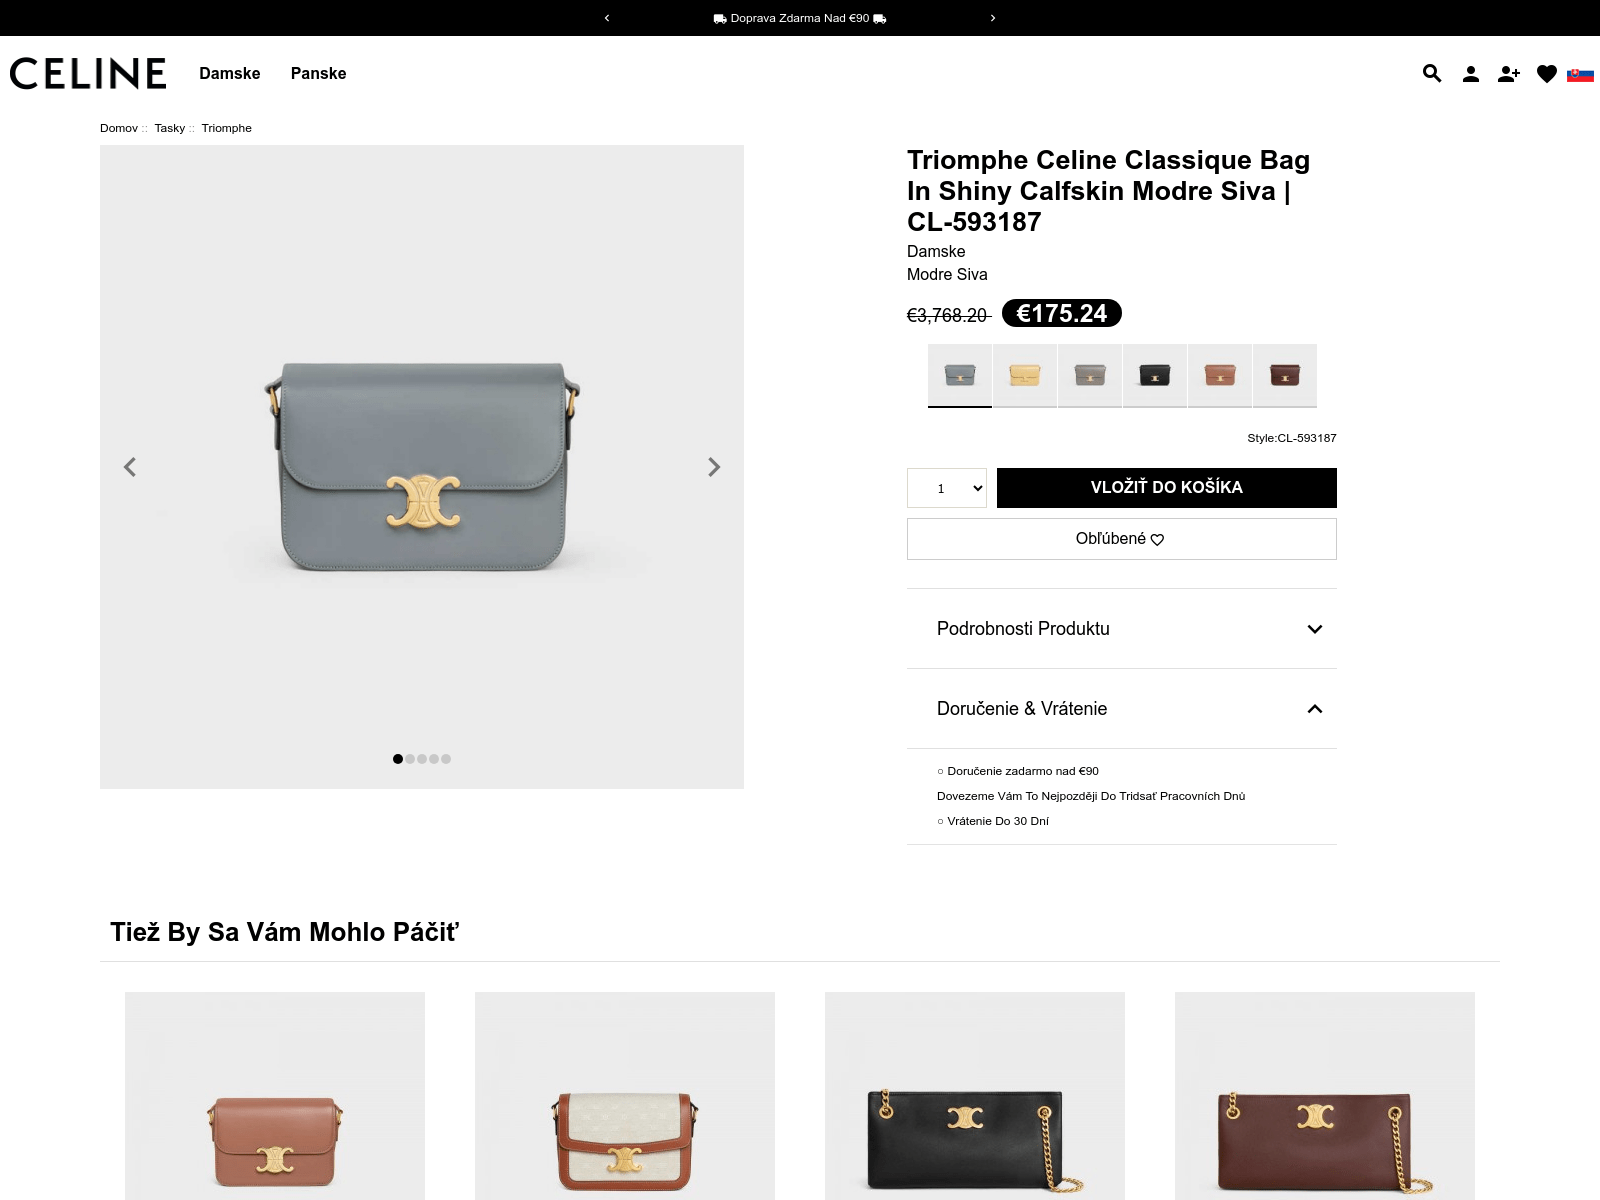 Doprava Zdarma Nad €90
CELINE
Damske
Panske
Domov :: Tasky :: Triomphe
Triomphe Celine Classique Bag
In Shiny Calfskin Modre Siva |
CL-593187
Damske
Modre Siva
€3,768.20 €175.24
Style:CL-593187
1
VLOŽIŤ DO KOŠÍKA
Obľúbené
Podrobnosti Produktu
Doručenie & Vrátenie
○ Doručenie zadarmo nad €90
Dovezeme Vám To Nejpozději Do Tridsať Pracovních Dnů
○ Vrátenie Do 30 Dní
Tiež By Sa Vám Mohlo Páčiť